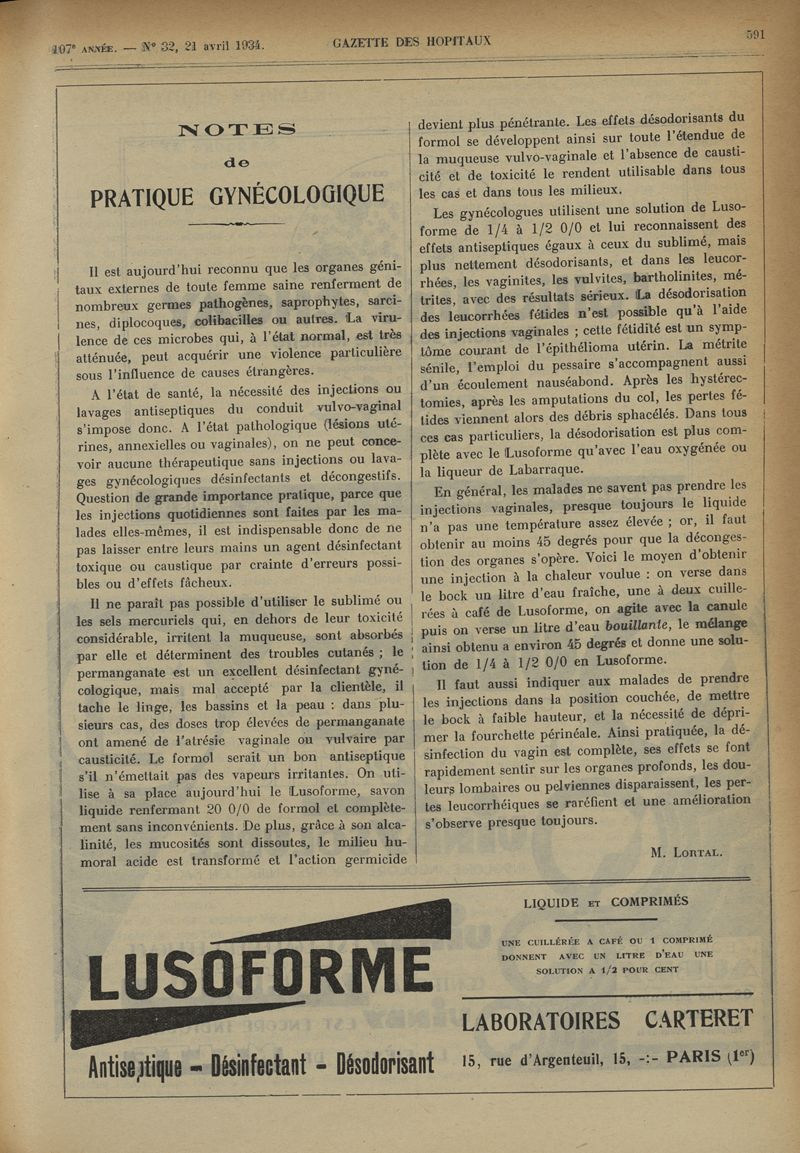 107e ANNÉE. — N° 32, 21 avril 1934.
GAZETTE DES HOPITAUX
591
NOTES
de
PRATIQUE GYNÉCOLOGIQUE
Il est aujourd'hui reconnu que les organes géni-
taux externes de toute femme saine renferment de
nombreux germes pathogènes, saprophytes, sarci-
nes, diplocoques, colibacilles ou autres. La viru-
lence de ces microbes qui, à l'état normal, est très
atténuée, peut acquérir une violence particulière
sous l'influence de causes étrangères.
A l'état de santé, la nécessité des injections ou
lavages antiseptiques du conduit vulvo-vaginal
s'impose donc. A l'état pathologique (lésions uté-
rines, annexielles ou vaginales), on ne peut conce-
voir aucune thérapeutique sans injections ou lava-
ges gynécologiques désinfectants et décongestifs.
Question de grande importance pratique, parce que
les injections quotidiennes sont faites par les ma-
lades elles-mêmes, il est indispensable donc de ne
pas laisser entre leurs mains un agent désinfectant
toxique ou caustique par crainte d'erreurs possi-
bles ou d'effets fâcheux.
Il ne paraît pas possible d'utiliser le sublimé ou
les sels mercuriels qui, en dehors de leur toxicité
considérable, irritent la muqueuse, sont absorbés
par elle et déterminent des troubles cutanés ; le
permanganate est un excellent désinfectant gyné-
cologique, mais mal accepté par la clientèle, il
tache le linge, les bassins et la peau : dans plu-
sieurs cas, des doses trop élevées de permanganate
ont amené de l'atrésie vaginale ou vulvaire par
causticité. Le formol serait un bon antiseptique
s'il n'émettait pas des vapeurs irritantes. On uti-
lise à sa place aujourd'hui le Lusoforme, savon
liquide renfermant 20 0/0 de formol et complète-
ment sans inconvénients. De plus, grâce à son alca-
linité, les mucosités sont dissoutes, le milieu hu-
moral acide est transformé et l'action germicide
devient plus pénétrante. Les effets désodorisants du
formol se développent ainsi sur toute l'étendue de
la muqueuse vulvo-vaginale et l'absence de causti-
cité et de toxicité le rendent utilisable dans tous
les cas et dans tous les milieux.
Les gynécologues utilisent une solution de Luso-
forme de 1/4 à 1/2 0/0 et lui reconnaissent des
effets antiseptiques égaux à ceux du sublimé, mais
plus nettement désodorisants, et dans les leucor-
rhées, les vaginites, les vulvites, bartholinites, mé-
trites, avec des résultats sérieux. La désodorisation
des leucorrhées fétides n'est possible qu'à l'aide
des injections vaginales ; cette fétidité est un symp-
tôme courant de l'épithélioma utérin. La métrite
sénile, l'emploi du pessaire s'accompagnent aussi
d'un écoulement nauséabond. Après les hystérec-
tomies, après les amputations du col, les pertes fé-
tides viennent alors des débris sphacélés. Dans tous
ces cas particuliers, la désodorisation est plus com-
plète avec le Lusoforme qu'avec l'eau oxygénée ou
la liqueur de Labarraque.
En général, les malades ne savent pas prendre les
injections vaginales, presque toujours le liquide
n'a pas une température assez élevée ; or, il faut
obtenir au moins 45 degrés pour que la déconges-
tion des organes s'opère. Voici le moyen d'obtenir
une injection à la chaleur voulue : on verse dans
le bock un litre d'eau fraîche, une à deux cuille-
rées à café de Lusoforme, on agite avec la canule
puis on verse un litre d'eau bouillante, le mélange
ainsi obtenu a environ 45 degrés et donne une solu-
tion de 1/4 à 1/2 0/0 en Lusoforme.
Il faut aussi indiquer aux malades de prendre
les injections dans la position couchée, de mettre
le bock à faible hauteur, et la nécessité de dépri-
mer la fourchette périnéale. Ainsi pratiquée, la dé-
sinfection du vagin est complète, ses effets se font
rapidement sentir sur les organes profonds, les dou-
leurs lombaires ou pelviennes disparaissent, les per-
tes leucorrhéiques se raréfient et une amélioration
s'observe presque toujours.
M. LORTAL.
LUSOFORME
Antiseptique - Désinfectant - Désodorisant
LIQUIDE ET COMPRIMÉS
UNE CUILLÉRÉE A CAFÉ OU 1 COMPRIMÉ
DONNENT AVEC UN LITRE D'EAU UNE
SOLUTION A 1/2 POUR CENT
LABORATOIRES CARTERET
15, rue d'Argenteuil, 15, -:- PARIS (1er)